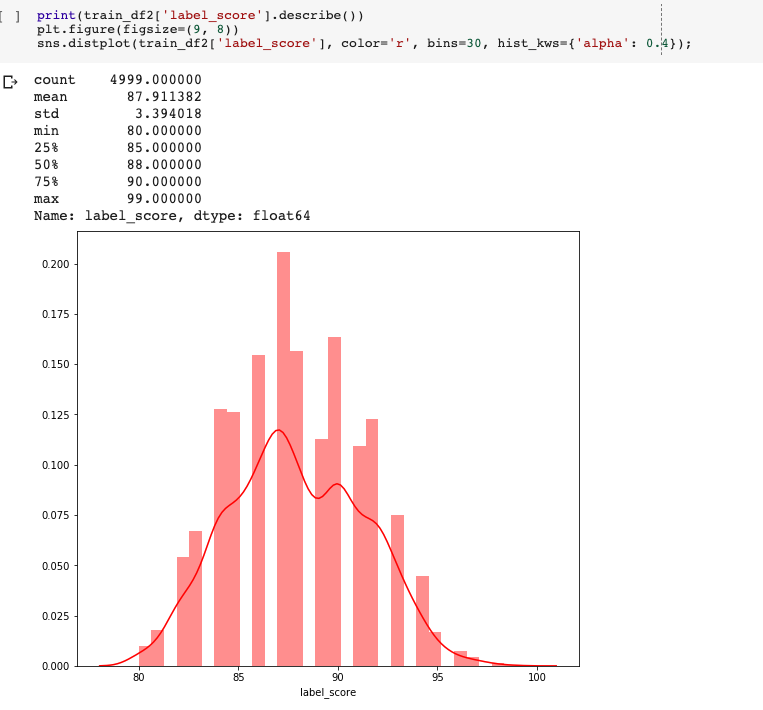 [ ] print(train_df2['label_score'].describe())
plt.figure(figsize=(9, 8))
sns.distplot(train_df2['label_score'], color='r', bins=30, hist_kws={'alpha': 0.4});
count 4999.000000
mean 87.911382
std 3.394018
min 80.000000
25% 85.000000
50% 88.000000
75% 90.000000
max 99.000000
Name: label_score, dtype: float64
0.200
0.175
0.150
0.125
0.100
0.075
0.050
0.025
0.000
80 85 90 95 100
label_score